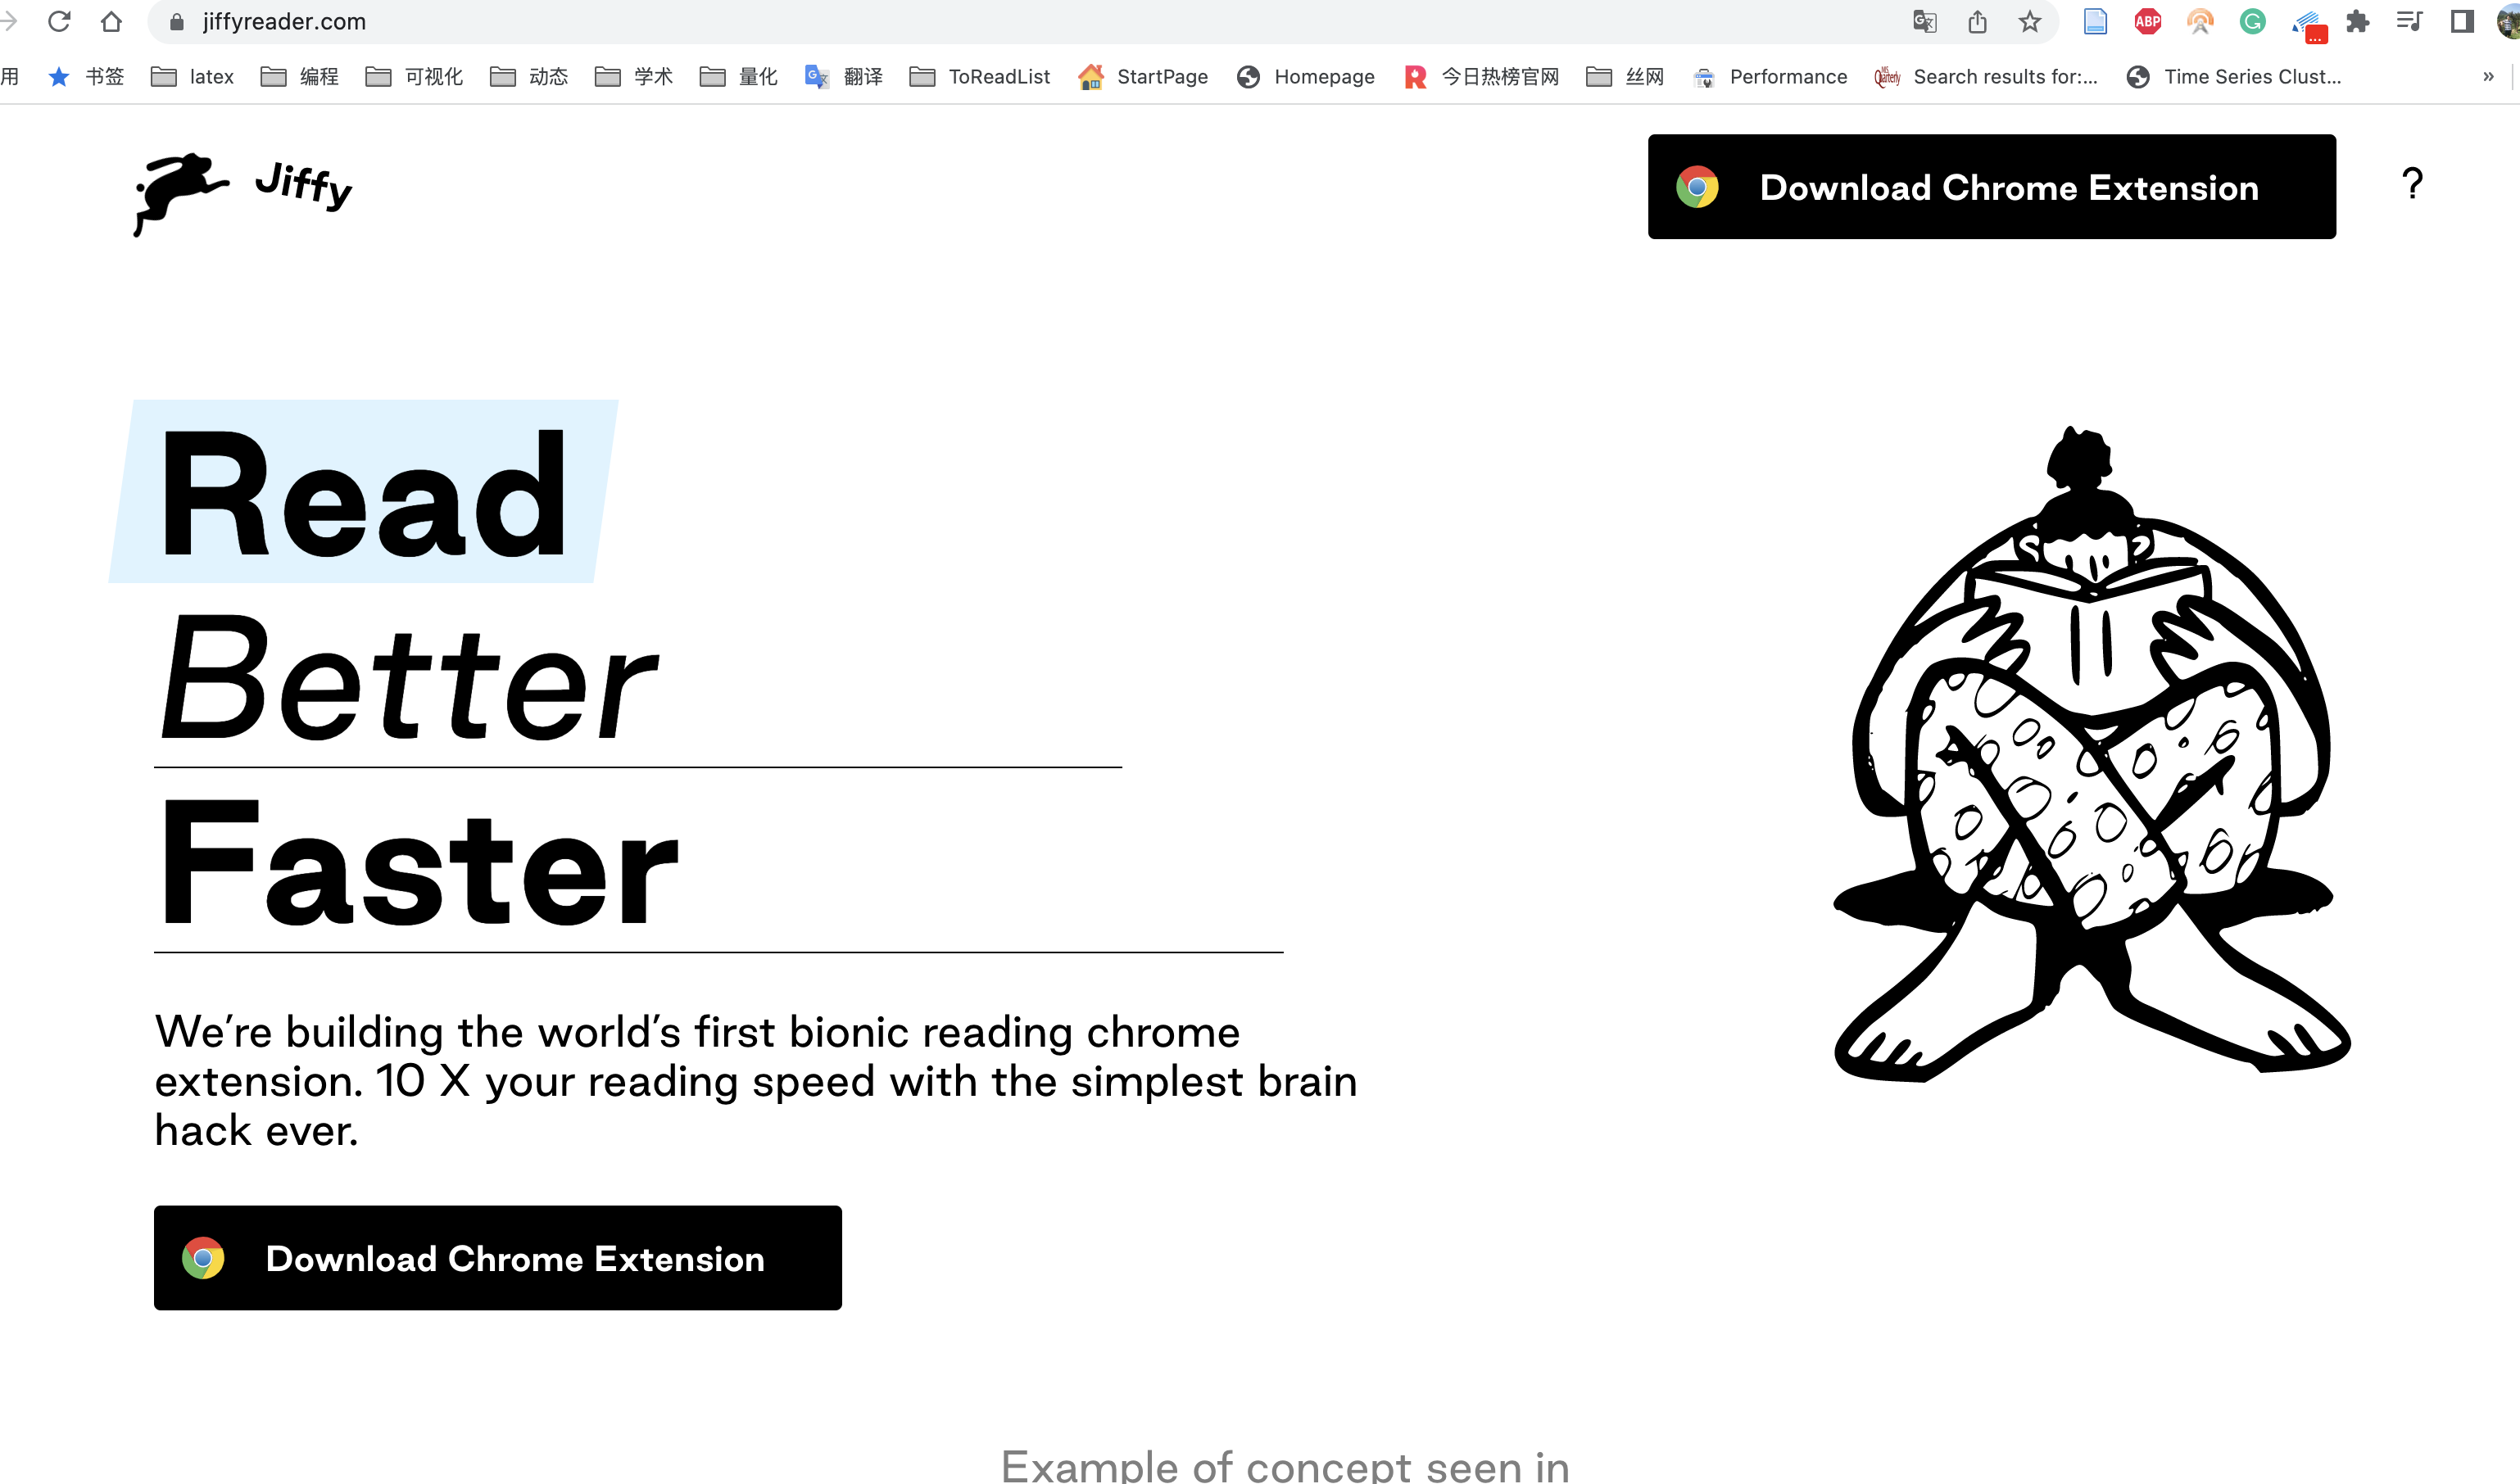 jiffyreader.com
用 书签 latex 编程 可视化 动态 学术 量化 翻译 ToReadList StartPage Homepage 今日热榜官网 丝网 Performance Search results for:... Time Series Clust... »
ABP
Jiffy
Download Chrome Extension
?
Read
Better
Faster
We’re building the world’s first bionic reading chrome
extension. 10 X your reading speed with the simplest brain
hack ever.
Download Chrome Extension
Example of concept seen in